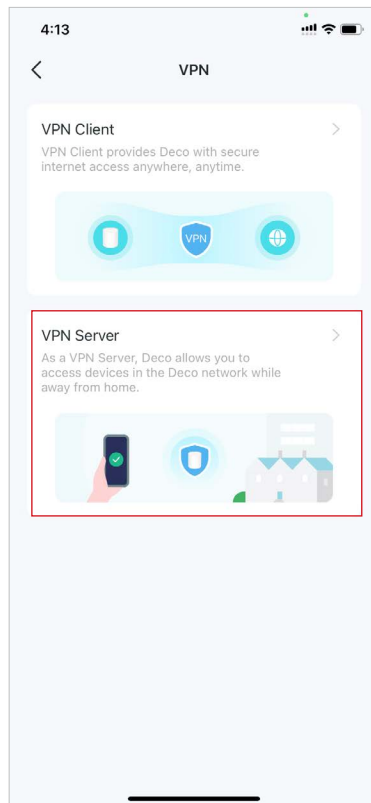 4:13
VPN
VPN Client
VPN Client provides Deco with secure
internet access anywhere, anytime.
VPN
VPN Server
As a VPN Server, Deco allows you to
access devices in the Deco network while
away from home.